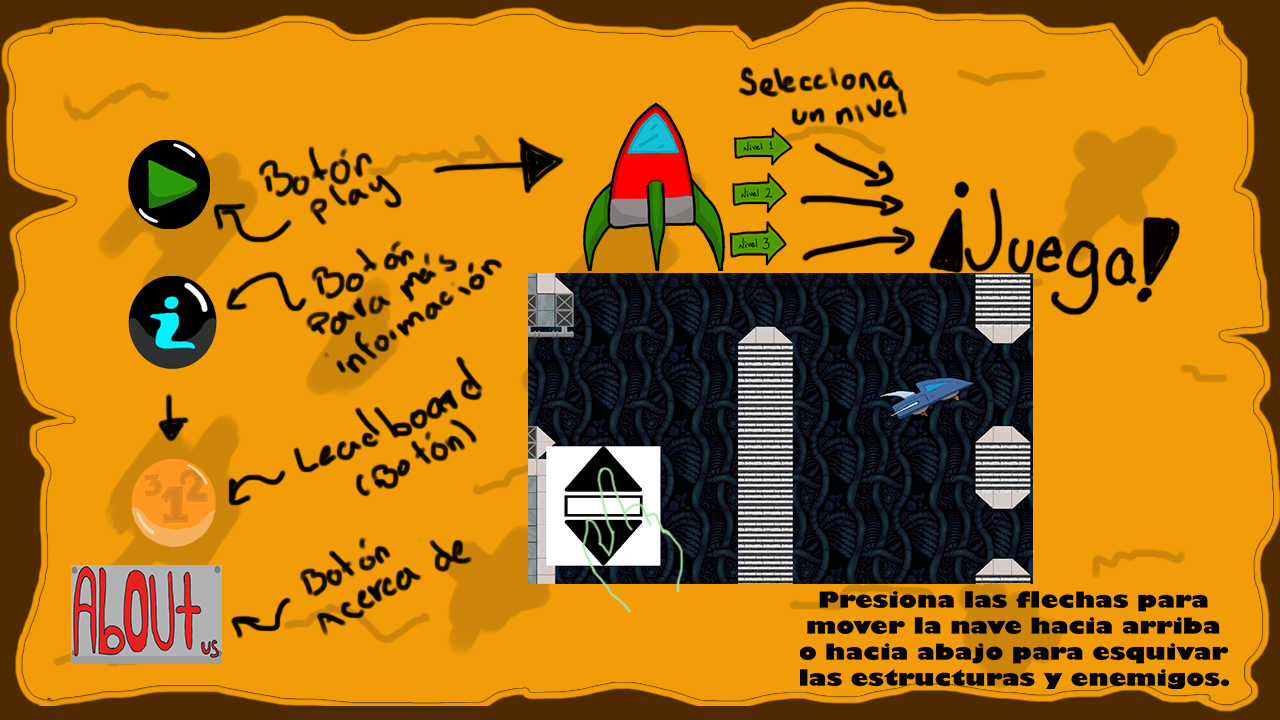 Selecciona
un nivel
Botón
play
Nivel 1
Nivel 2
Nivel 3
¡Juega!
Botón
para más
información
Leadboard
(Botón)
312
Botón
Acerca de
About
us
Presiona las flechas para
mover la nave hacia arriba
o hacia abajo para esquivar
las estructuras y enemigos.